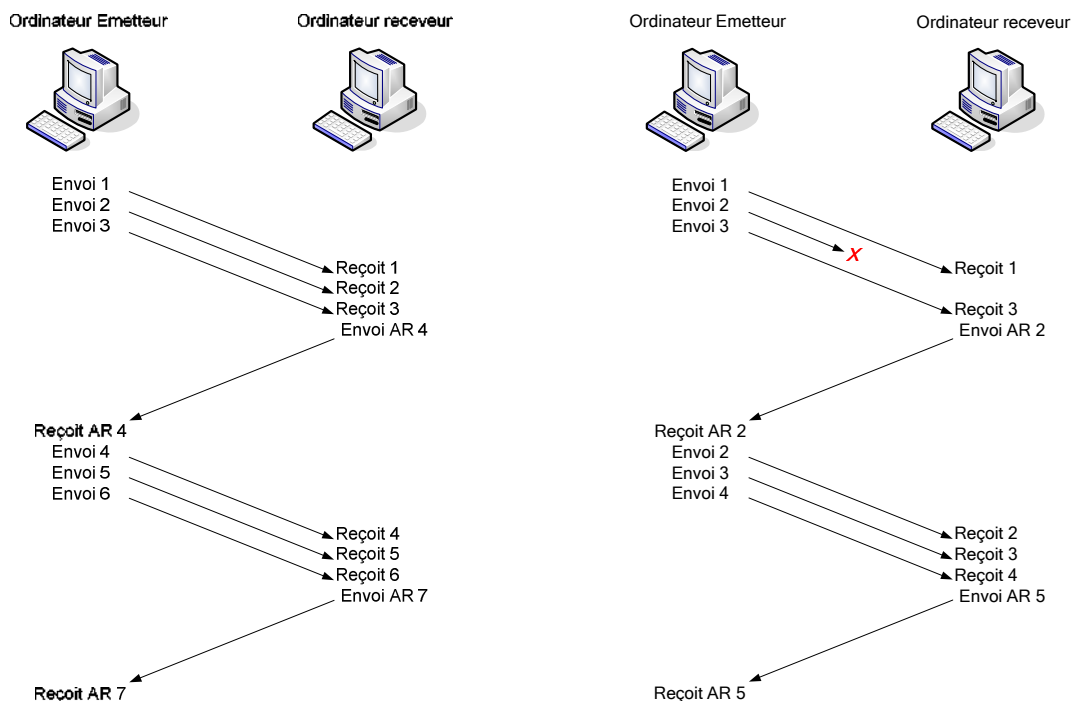 Ordinateur Emetteur
Ordinateur receveur
Envoi 1
Envoi 2
Envoi 3
Reçoit 1
Reçoit 2
Reçoit 3
Envoi AR 4
Reçoit AR 4
Envoi 4
Envoi 5
Envoi 6
Reçoit 4
Reçoit 5
Reçoit 6
Envoi AR 7
Reçoit AR 7
Ordinateur Emetteur
Ordinateur receveur
Envoi 1
Envoi 2
Envoi 3
X
Reçoit 1
Reçoit 3
Envoi AR 2
Reçoit AR 2
Envoi 2
Envoi 3
Envoi 4
Reçoit 2
Reçoit 3
Reçoit 4
Envoi AR 5
Reçoit AR 5